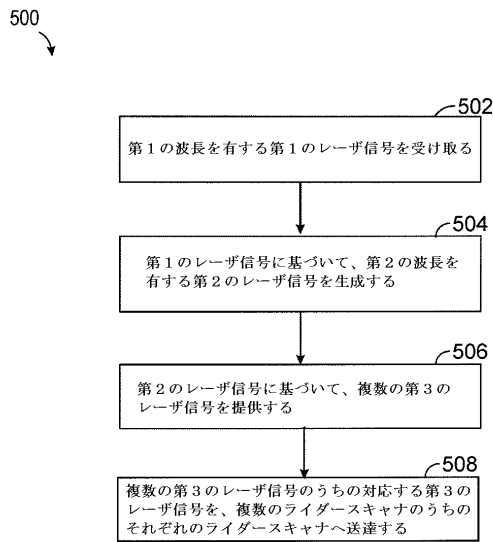 500
502
第1の波長を有する第1のレーザ信号を受け取る
504
第1のレーザ信号に基づいて、第2の波長を
有する第2のレーザ信号を生成する
506
第2のレーザ信号に基づいて、複数の第3の
レーザ信号を提供する
508
複数の第3のレーザ信号のうちの対応する第3の
レーザ信号を、複数のライダースキャナのうちの
それぞれのライダースキャナへ送達する